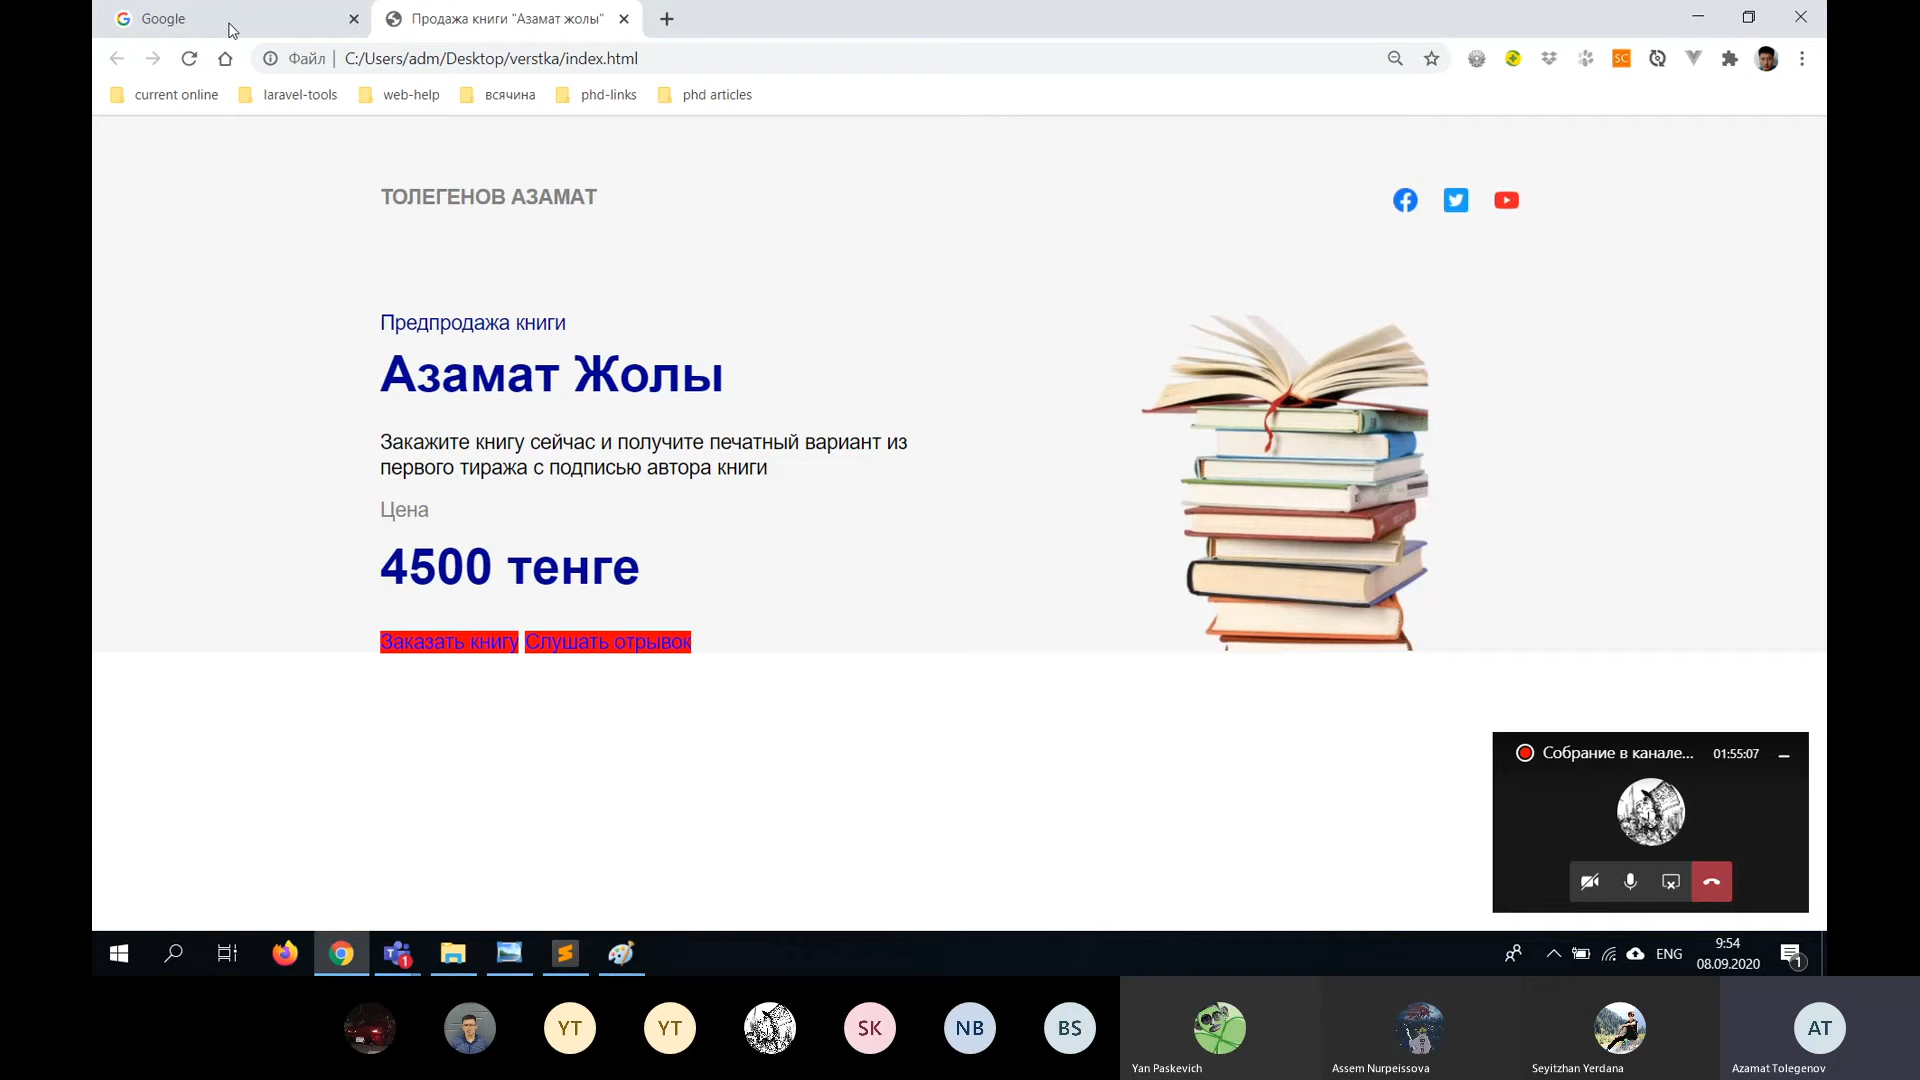 Google
Продажа книги "Азамат жолы"
Файл
C:/Users/adm/Desktop/verstka/index.html
SC
current online
laravel-tools
web-help
всячина
phd-links
phd articles
ТОЛЕГЕНОВ АЗАМАТ
Предпродажа книги
Азамат Жолы
Закажите книгу сейчас и получите печатный вариант из
первого тиража с подписью автора книги
Цена
4500 тенге
Заказать книгу Слушать отрывок
Собрание в канале...
01:55:07
1
ENG
9:54
08.09.2020
1
YT
YT
SK
NB
BS
AT
Yan Paskevich
Assem Nurpeissova
Seyitzhan Yerdana
Azamat Tolegenov